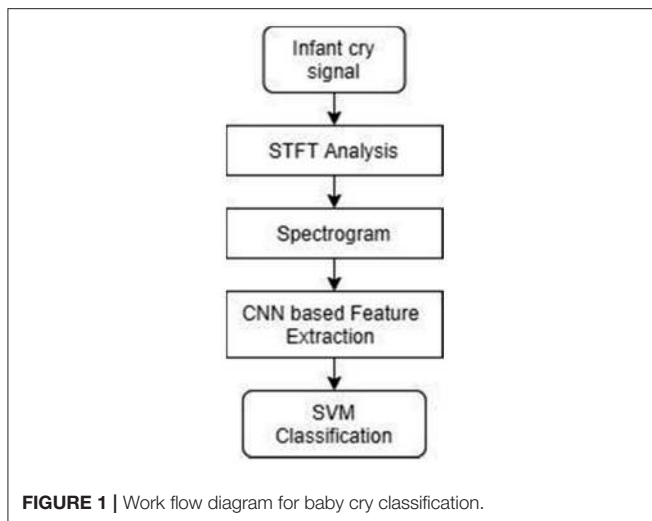 Infant cry
signal
STFT Analysis
Spectrogram
CNN based Feature
Extraction
SVM
Classification
FIGURE 1 | Work flow diagram for baby cry classification.